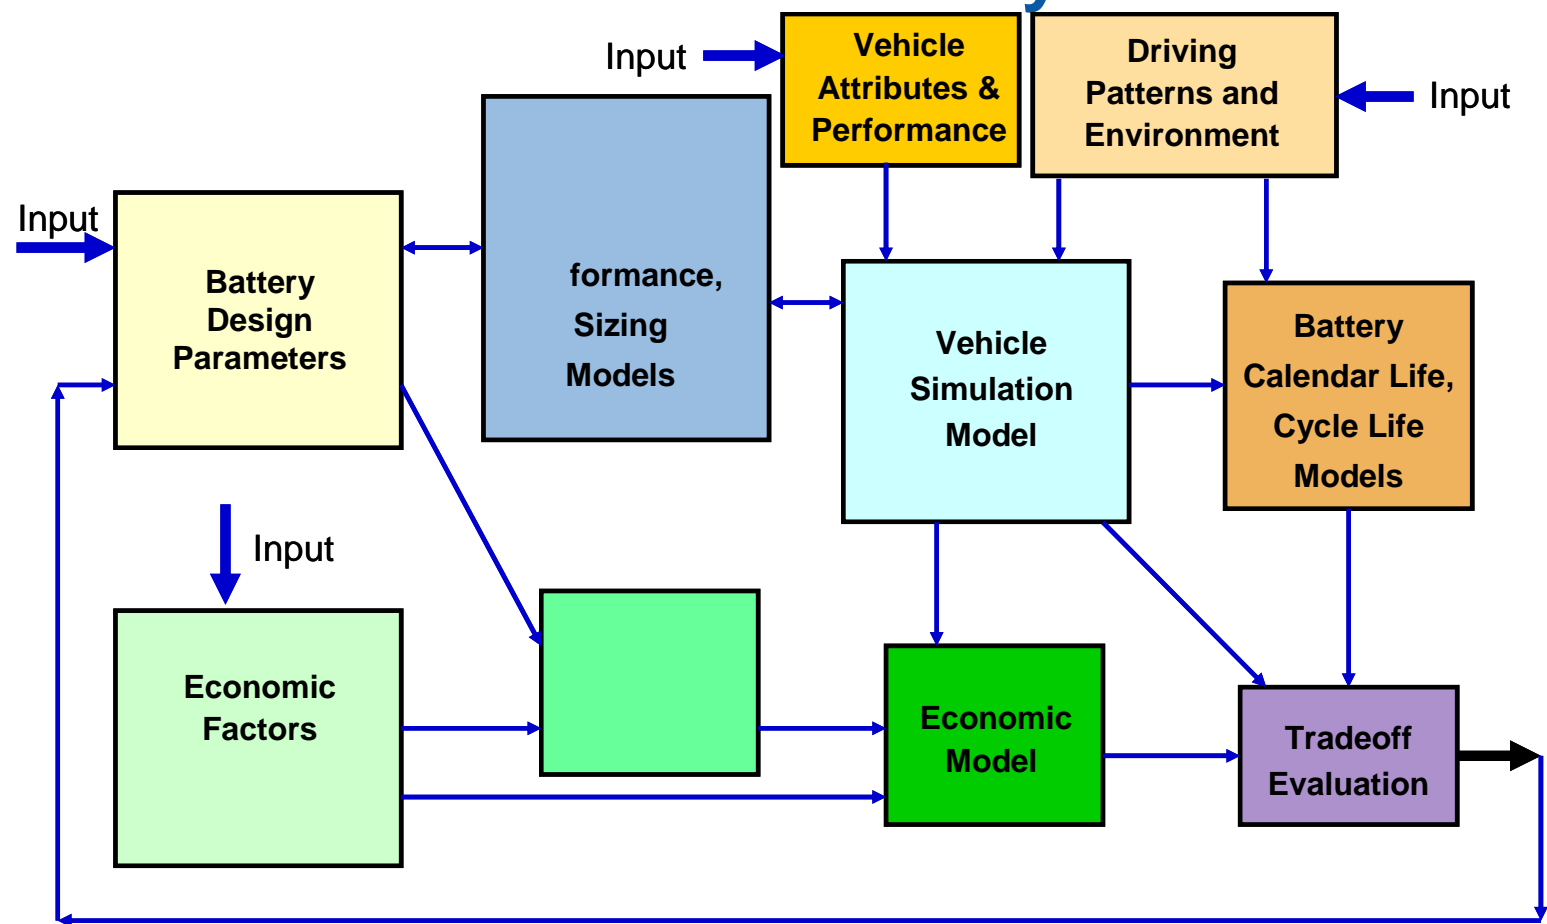 Input
Vehicle
Attributes &
Performance
Driving
Patterns and
Environment
Input
Input
Battery
Design
Parameters
formance,
Sizing
Models
Vehicle
Simulation
Model
Battery
Calendar Life,
Cycle Life
Models
Input
Economic
Factors
Economic
Model
Tradeoff
Evaluation